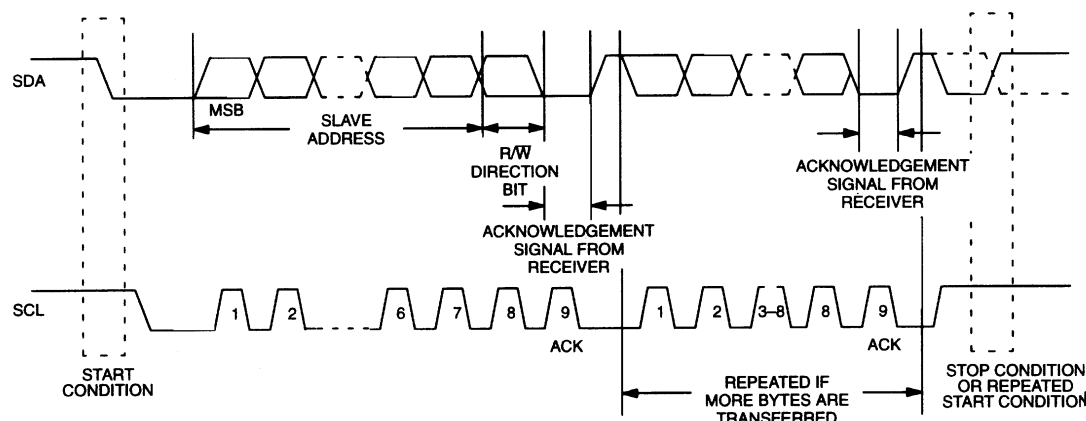 SDA
MSB
SLAVE
ADDRESS
R/W̅
DIRECTION
BIT
ACKNOWLEDGEMENT
SIGNAL FROM
RECEIVER
ACKNOWLEDGEMENT
SIGNAL FROM
RECEIVER
SCL
1 2 6 7 8 9 1 2 3–8 8 9
ACK ACK
START
CONDITION
REPEATED IF
MORE BYTES ARE
TRANSFERRED
STOP CONDITION
OR REPEATED
START CONDITION